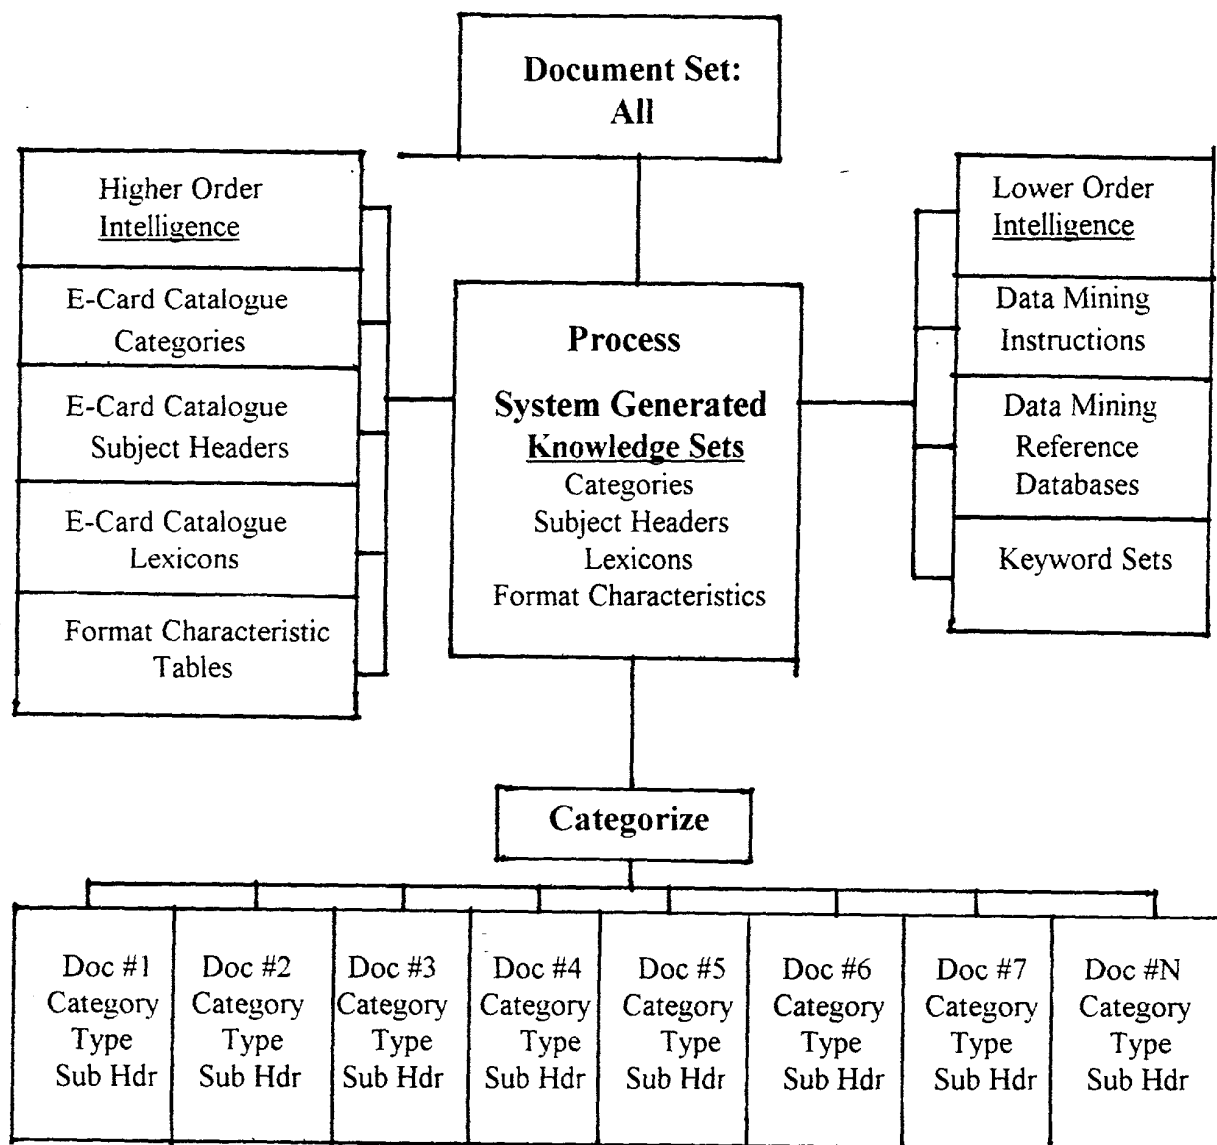 Document Set:
All
Higher Order
Intelligence
E-Card Catalogue
Categories
E-Card Catalogue
Subject Headers
E-Card Catalogue
Lexicons
Format Characteristic
Tables
Process
System Generated
Knowledge Sets
Categories
Subject Headers
Lexicons
Format Characteristics
Lower Order
Intelligence
Data Mining
Instructions
Data Mining
Reference
Databases
Keyword Sets
Categorize
Doc #1
Category
Type
Sub Hdr
Doc #2
Category
Type
Sub Hdr
Doc #3
Category
Type
Sub Hdr
Doc #4
Category
Type
Sub Hdr
Doc #5
Category
Type
Sub Hdr
Doc #6
Category
Type
Sub Hdr
Doc #7
Category
Type
Sub Hdr
Doc #N
Category
Type
Sub Hdr